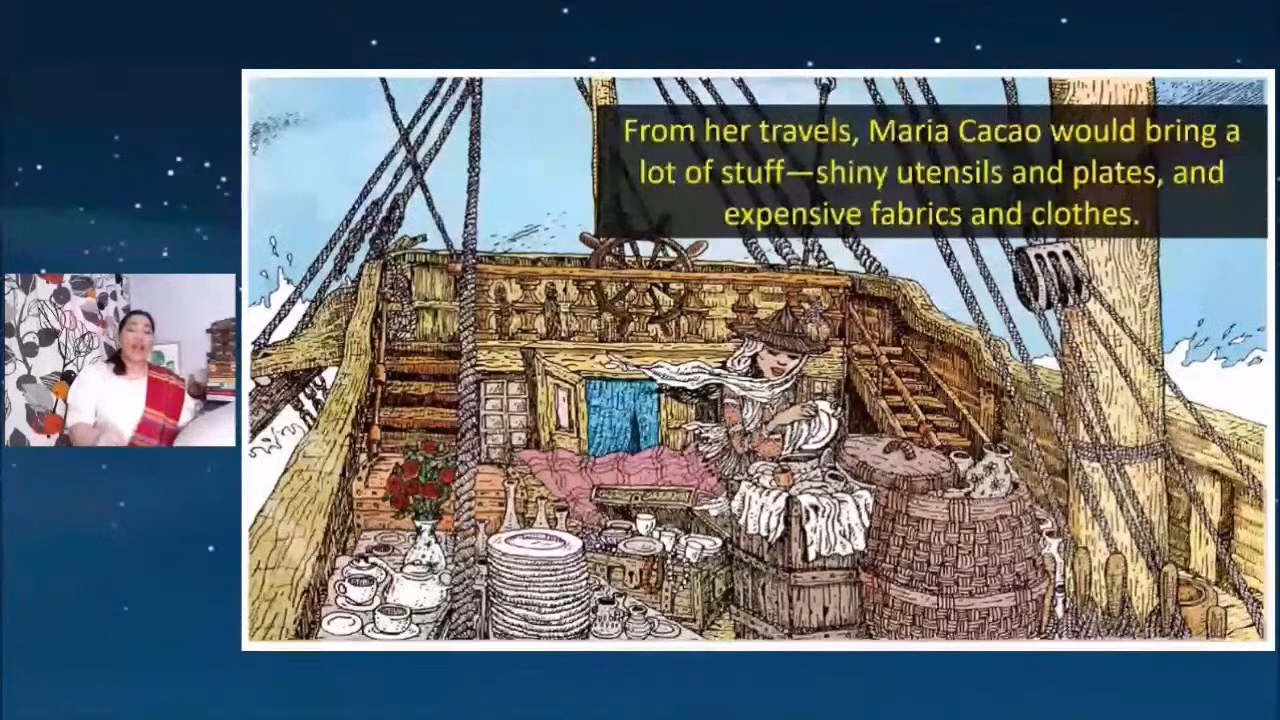 From her travels, Maria Cacao would bring a
lot of stuff—shiny utensils and plates, and
expensive fabrics and clothes.